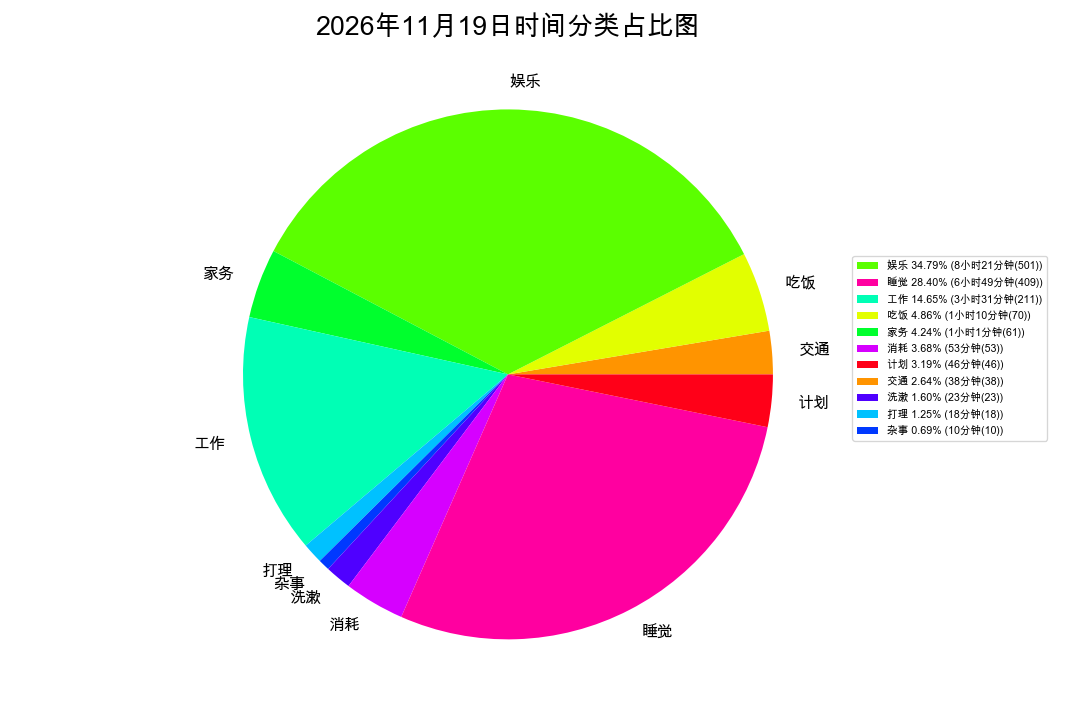 2026年11月19日时间分类占比图
娱乐
家务
吃饭
交通
计划
工作
打理
杂事
洗漱
消耗
睡觉
娱乐 34.79% (8小时21分钟(501))
睡觉 28.40% (6小时49分钟(409))
工作 14.65% (3小时31分钟(211))
吃饭 4.86% (1小时10分钟(70))
家务 4.24% (1小时1分钟(61))
消耗 3.68% (53分钟(53))
计划 3.19% (46分钟(46))
交通 2.64% (38分钟(38))
洗漱 1.60% (23分钟(23))
打理 1.25% (18分钟(18))
杂事 0.69% (10分钟(10))